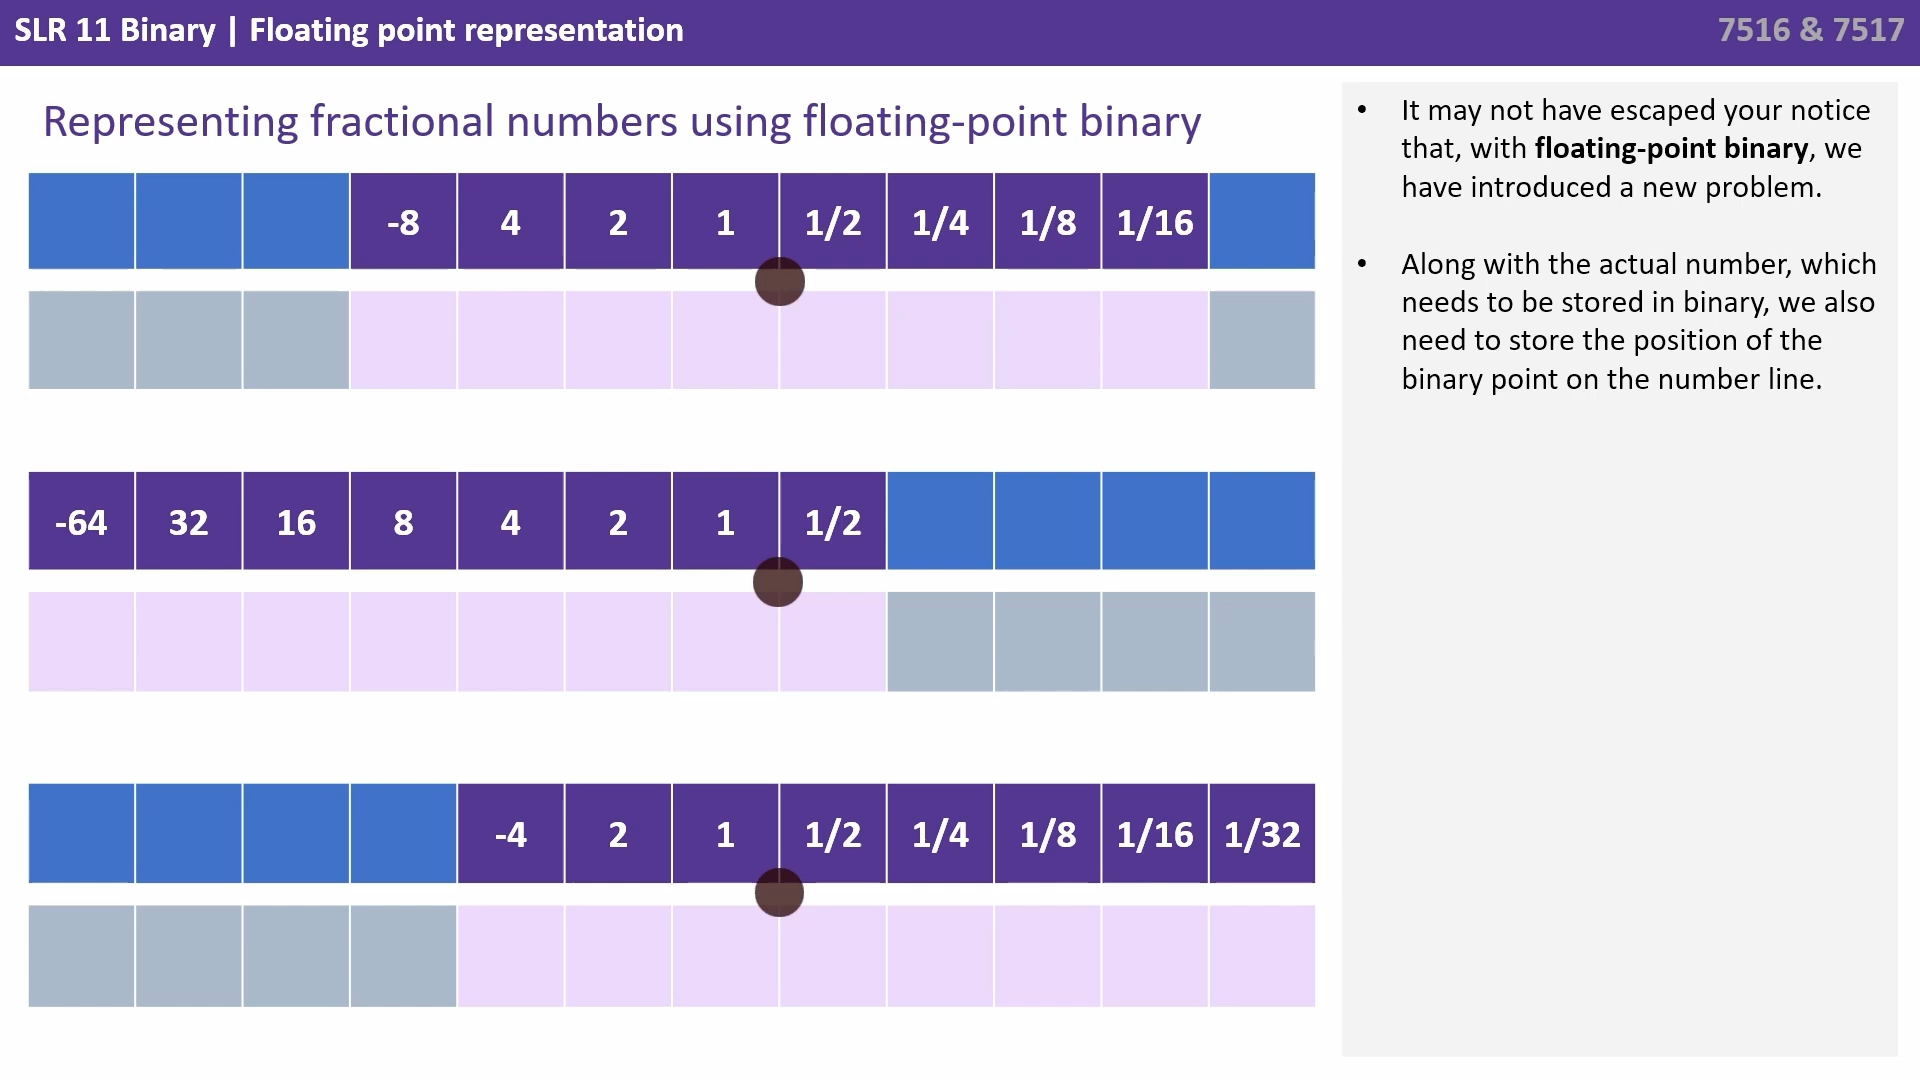 SLR 11 Binary | Floating point representation
7516 & 7517
Representing fractional numbers using floating-point binary
-8 4 2 1 1/2 1/4 1/8 1/16
-64 32 16 8 4 2 1 1/2
-4 2 1 1/2 1/4 1/8 1/16 1/32
• It may not have escaped your notice
that, with floating-point binary, we
have introduced a new problem.
• Along with the actual number, which
needs to be stored in binary, we also
need to store the position of the
binary point on the number line.